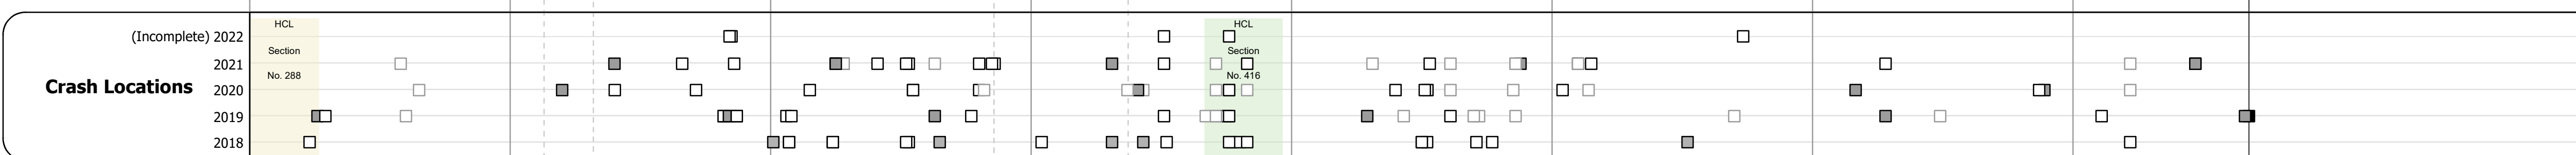 HCL
HCL
(Incomplete) 2022
Section
Section
2021
No. 288
No. 416
Crash Locations
2020
2019
2018